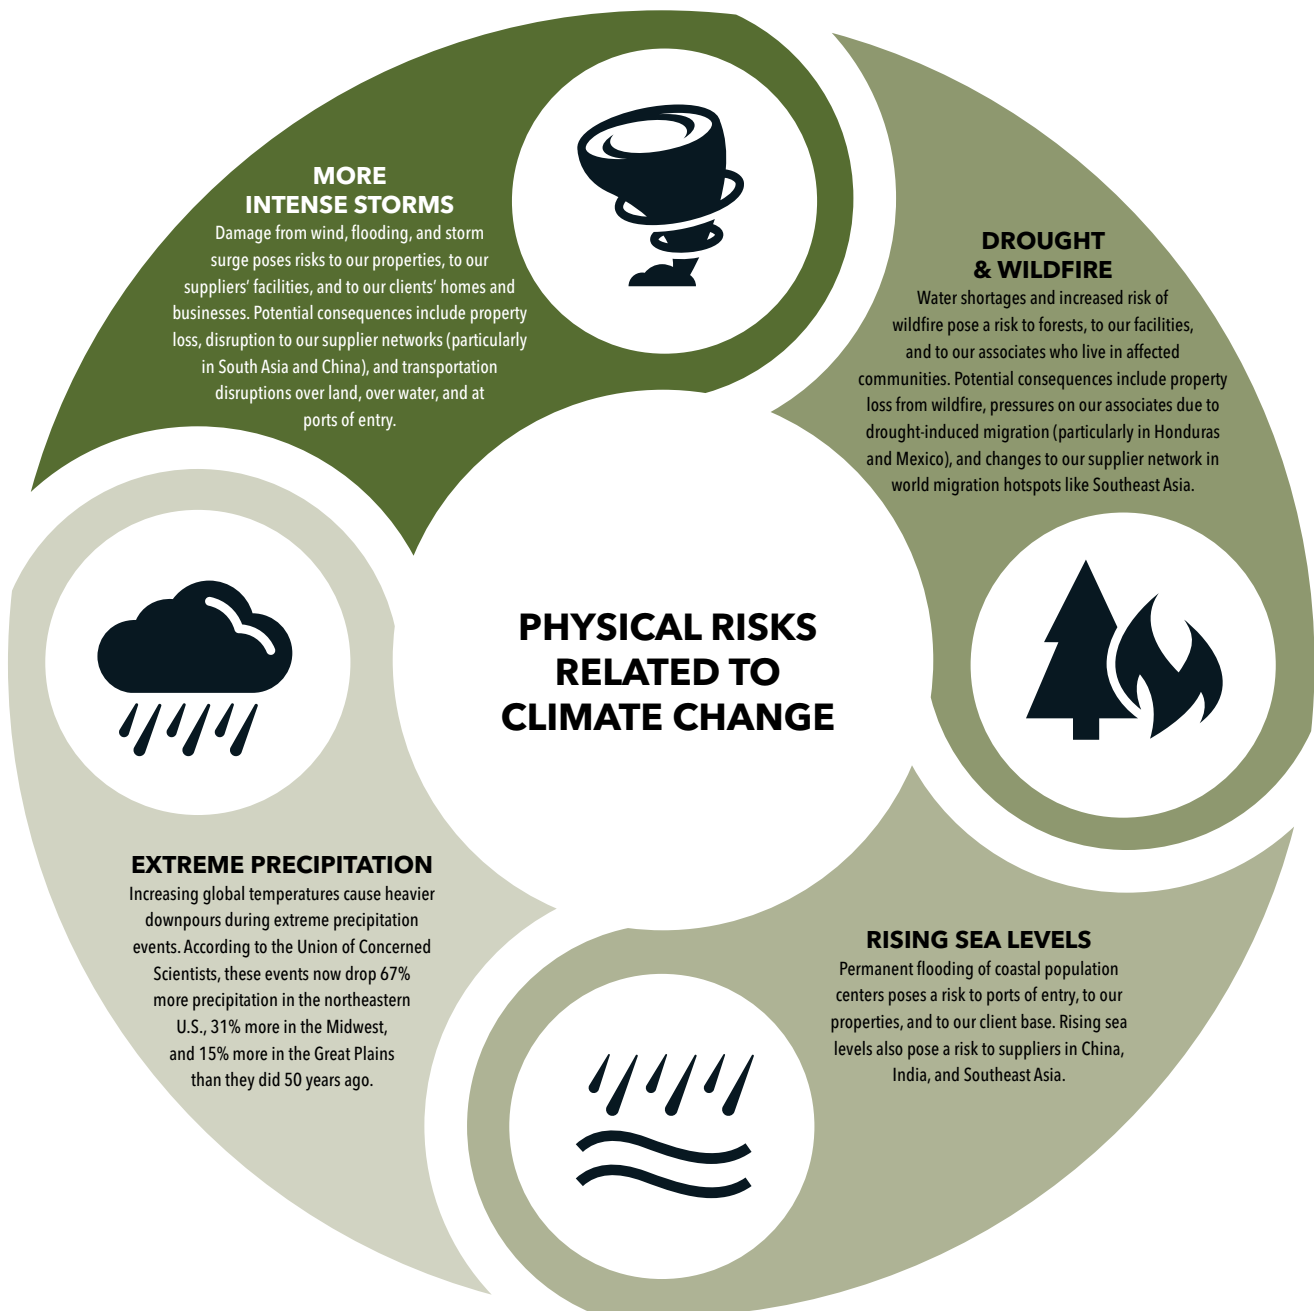 MORE
INTENSE STORMS
Damage from wind, flooding, and storm
surge poses risks to our properties, to our
suppliers’ facilities, and to our clients’ homes and
businesses. Potential consequences include property
loss, disruption to our supplier networks (particularly
in South Asia and China), and transportation
disruptions over land, over water, and at
ports of entry.
DROUGHT
& WILDFIRE
Water shortages and increased risk of
wildfire pose a risk to forests, to our facilities,
and to our associates who live in affected
communities. Potential consequences include property
loss from wildfire, pressures on our associates due to
drought-induced migration (particularly in Honduras
and Mexico), and changes to our supplier network in
world migration hotspots like Southeast Asia.
PHYSICAL RISKS
RELATED TO
CLIMATE CHANGE
EXTREME PRECIPITATION
Increasing global temperatures cause heavier
downpours during extreme precipitation
events. According to the Union of Concerned
Scientists, these events now drop 67%
more precipitation in the northeastern
U.S., 31% more in the Midwest,
and 15% more in the Great Plains
than they did 50 years ago.
RISING SEA LEVELS
Permanent flooding of coastal population
centers poses a risk to ports of entry, to our
properties, and to our client base. Rising sea
levels also pose a risk to suppliers in China,
India, and Southeast Asia.